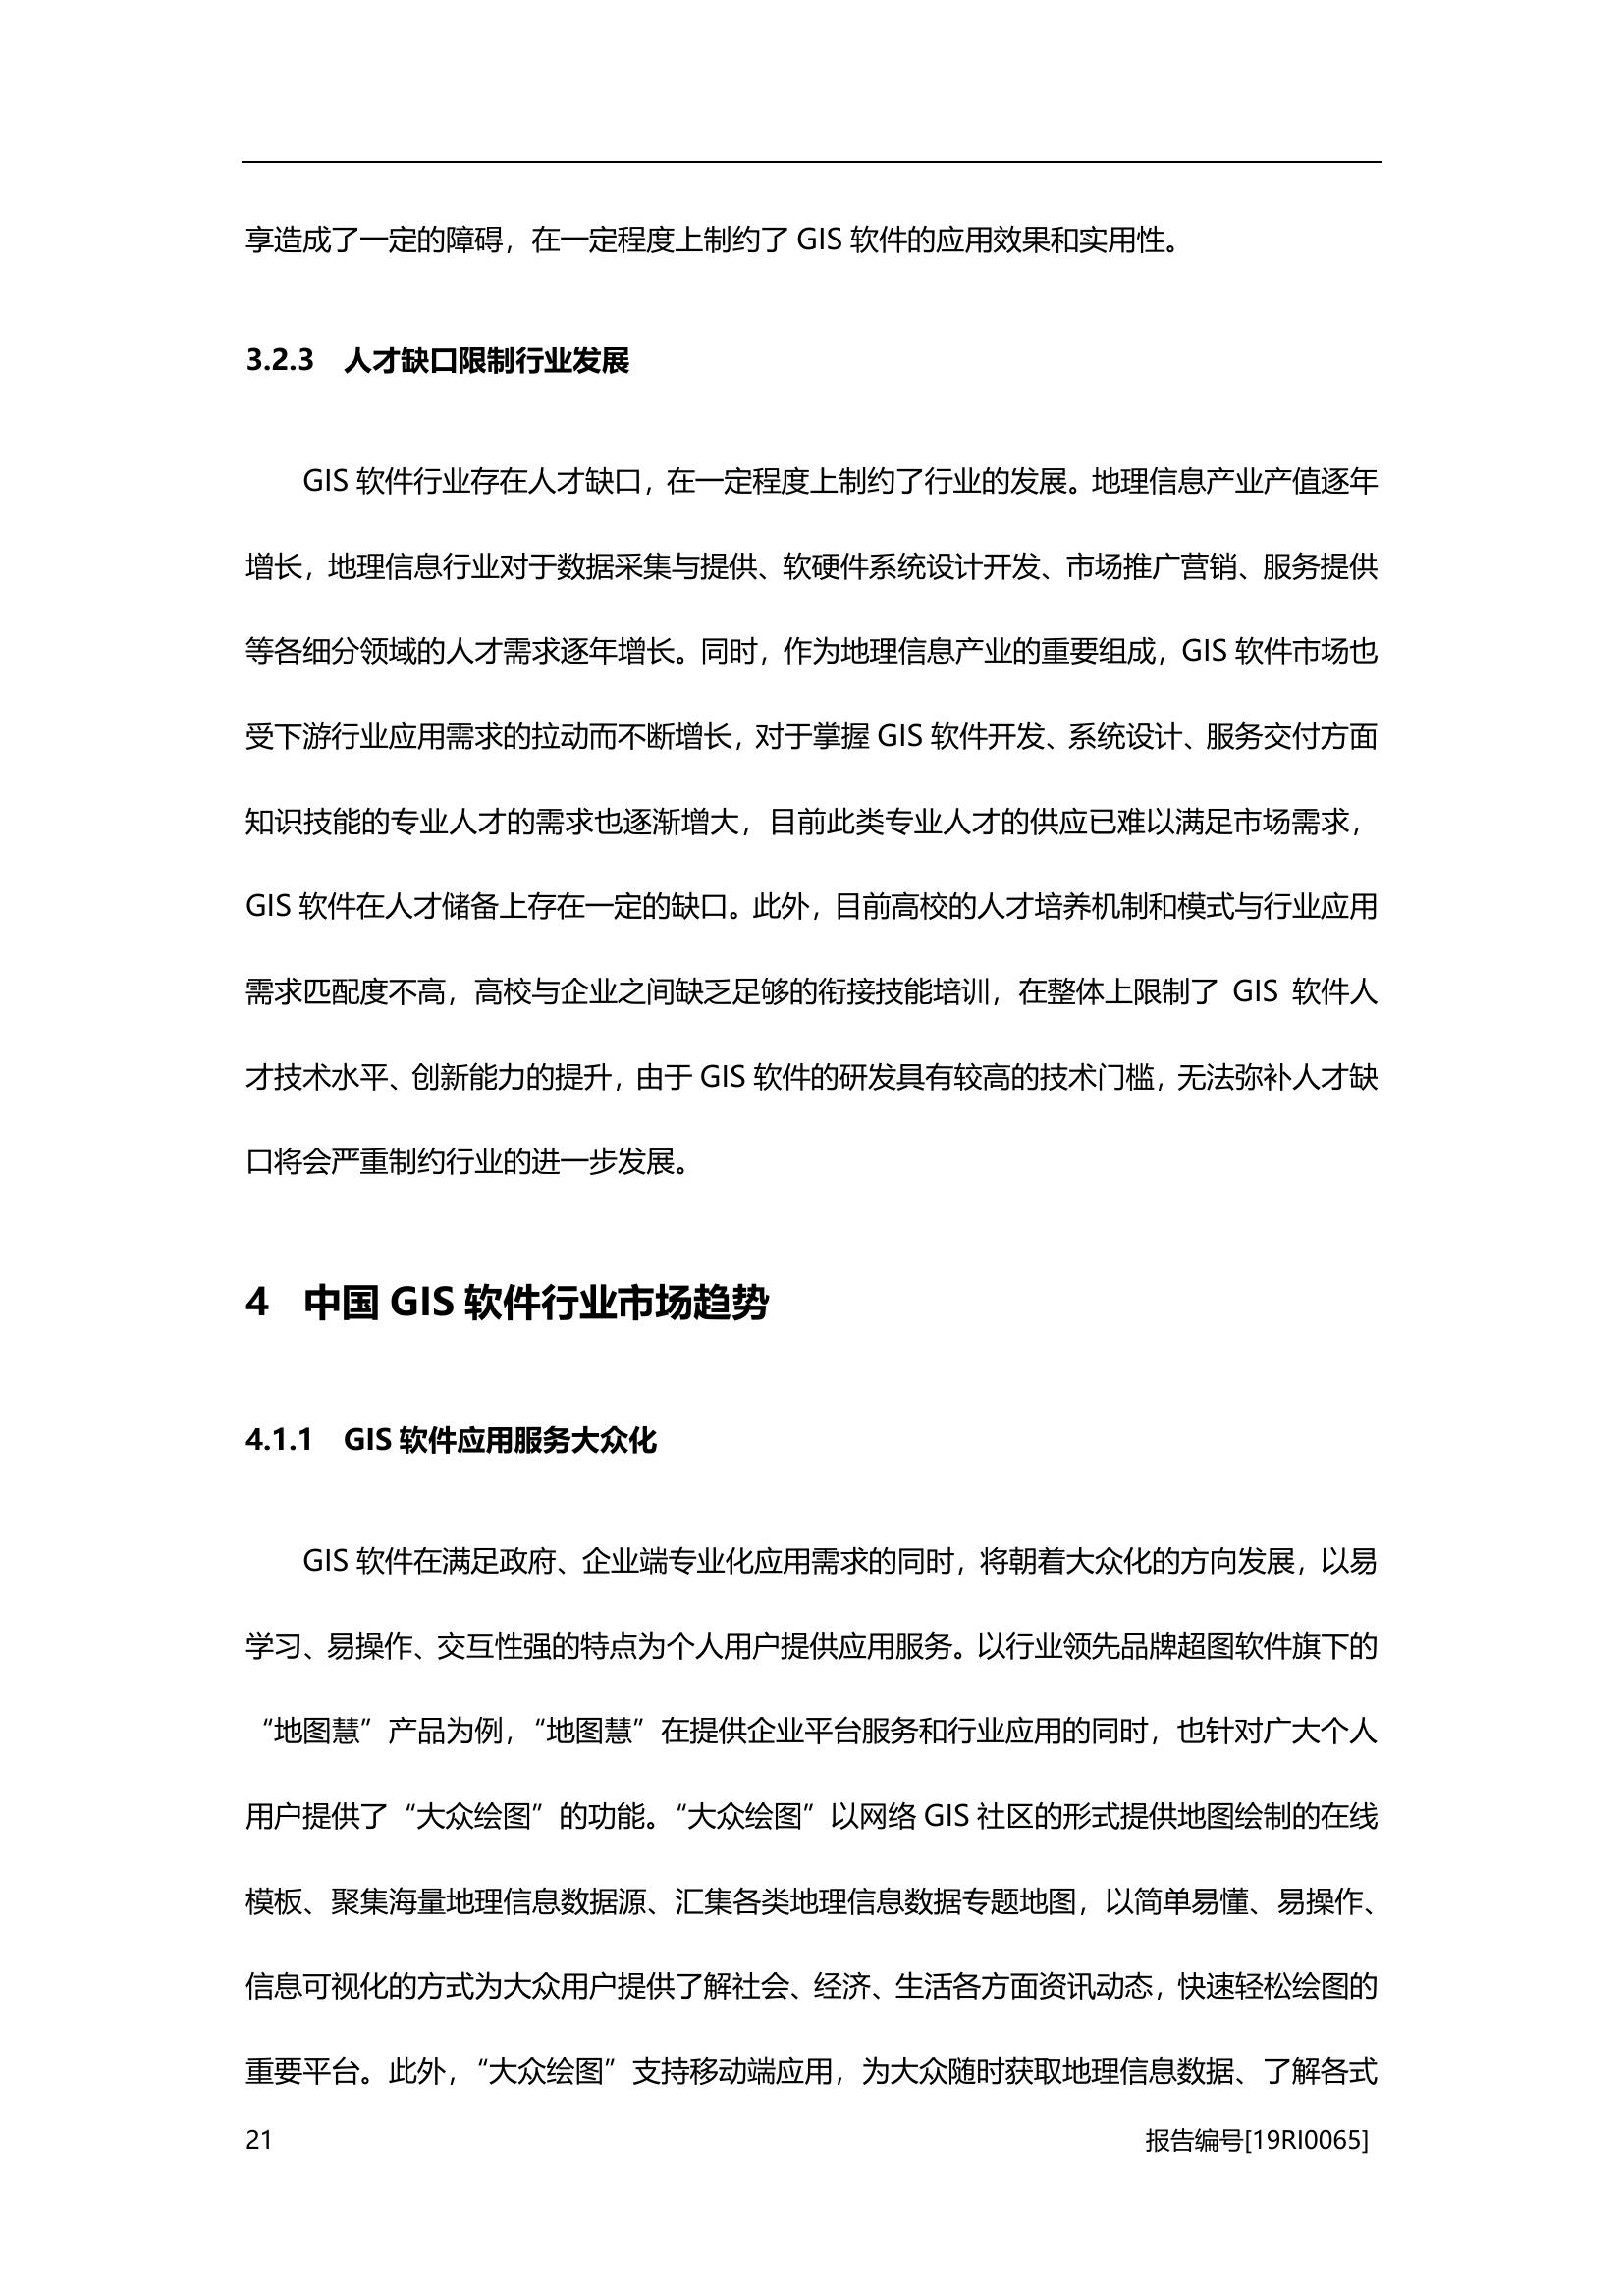 享造成了一定的障碍，在一定程度上制约了 GIS 软件的应用效果和实用性。
3.2.3 人才缺口限制行业发展
GIS 软件行业存在人才缺口，在一定程度上制约了行业的发展。地理信息产业产值逐年
增长，地理信息行业对于数据采集与提供、软硬件系统设计开发、市场推广营销、服务提供
等各细分领域的人才需求逐年增长。同时，作为地理信息产业的重要组成，GIS 软件市场也
受下游行业应用需求的拉动而不断增长，对于掌握 GIS 软件开发、系统设计、服务交付方面
知识技能的专业人才的需求也逐渐增大，目前此类专业人才的供应已难以满足市场需求，
GIS 软件在人才储备上存在一定的缺口。此外，目前高校的人才培养机制和模式与行业应用
需求匹配度不高，高校与企业之间缺乏足够的衔接技能培训，在整体上限制了 GIS 软件人
才技术水平、创新能力的提升，由于 GIS 软件的研发具有较高的技术门槛，无法弥补人才缺
口将会严重制约行业的进一步发展。
4 中国 GIS 软件行业市场趋势
4.1.1 GIS 软件应用服务大众化
GIS 软件在满足政府、企业端专业化应用需求的同时，将朝着大众化的方向发展，以易
学习、易操作、交互性强的特点为个人用户提供应用服务。以行业领先品牌超图软件旗下的
“地图慧”产品为例，“地图慧”在提供企业平台服务和行业应用的同时，也针对广大个人
用户提供了“大众绘图”的功能。“大众绘图”以网络 GIS 社区的形式提供地图绘制的在线
模板、聚集海量地理信息数据源、汇集各类地理信息数据专题地图，以简单易懂、易操作、
信息可视化的方式为大众用户提供了解社会、经济、生活各方面资讯动态，快速轻松绘图的
重要平台。此外，“大众绘图”支持移动端应用，为大众随时获取地理信息数据、了解各式
21 报告编号[19RI0065]